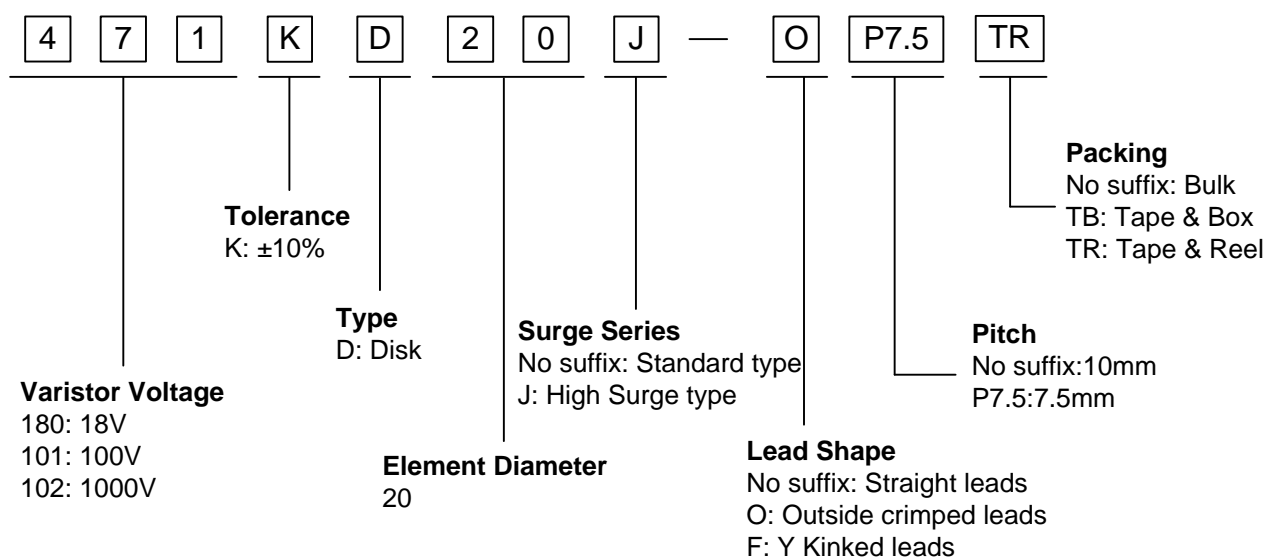 4 7 1 K D 2 0 J — O P7.5 TR
Packing
No suffix: Bulk
TB: Tape & Box
TR: Tape & Reel
Tolerance
K: ±10%
Type
D: Disk
Surge Series
No suffix: Standard type
J: High Surge type
Pitch
No suffix:10mm
P7.5:7.5mm
Varistor Voltage
180: 18V
101: 100V
102: 1000V
Element Diameter
20
Lead Shape
No suffix: Straight leads
O: Outside crimped leads
F: Y Kinked leads